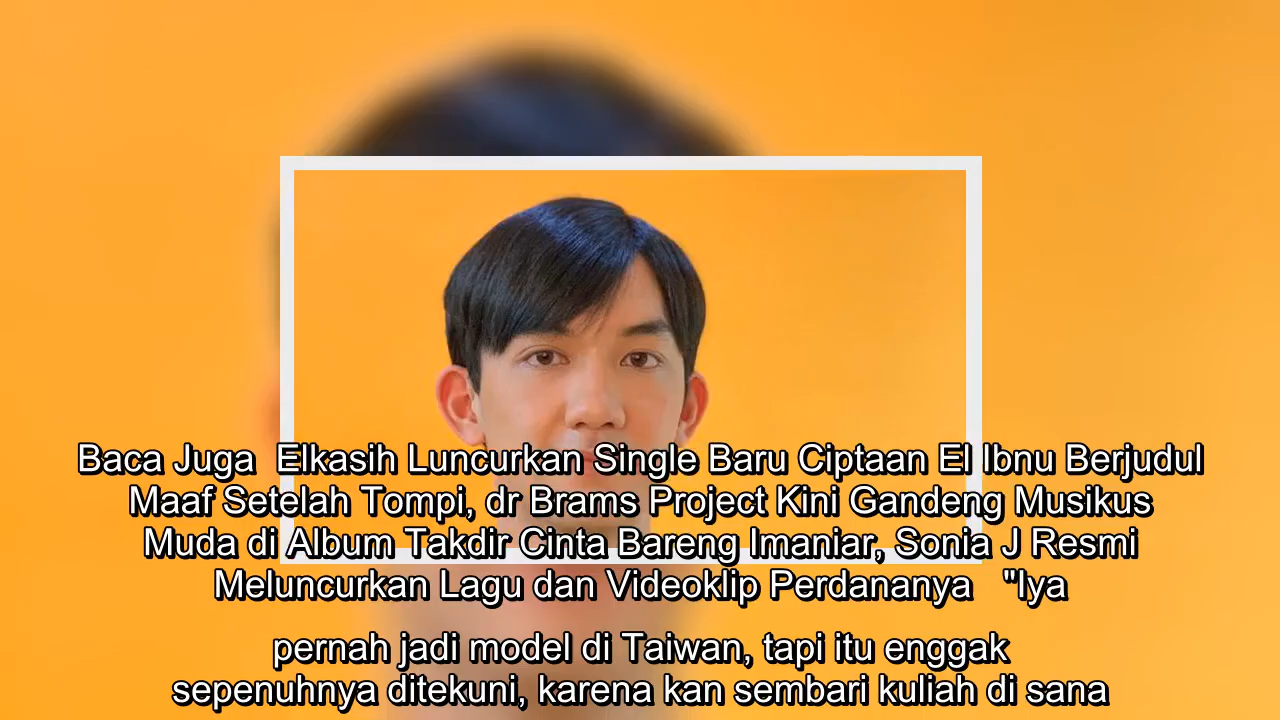 Baca Juga  Elkasih Luncurkan Single Baru Ciptaan El Ibnu Berjudul
Maaf Setelah Tompi, dr Brams Project Kini Gandeng Musikus
Muda di Album Takdir Cinta Bareng Imaniar, Sonia J Resmi
Meluncurkan Lagu dan Videoklip Perdananya   "Iya
pernah jadi model di Taiwan, tapi itu enggak
sepenuhnya ditekuni, karena kan sembari kuliah di sana